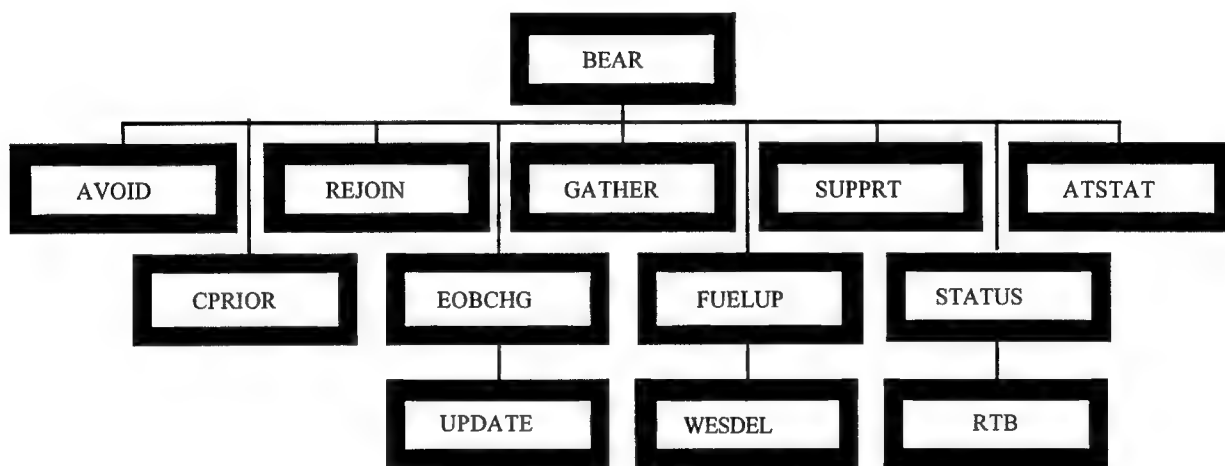 BEAR
AVOID
REJOIN
GATHER
SUPPRT
ATSTAT
CPRIOR
EOBCHG
FUELUP
STATUS
UPDATE
WESDEL
RTB